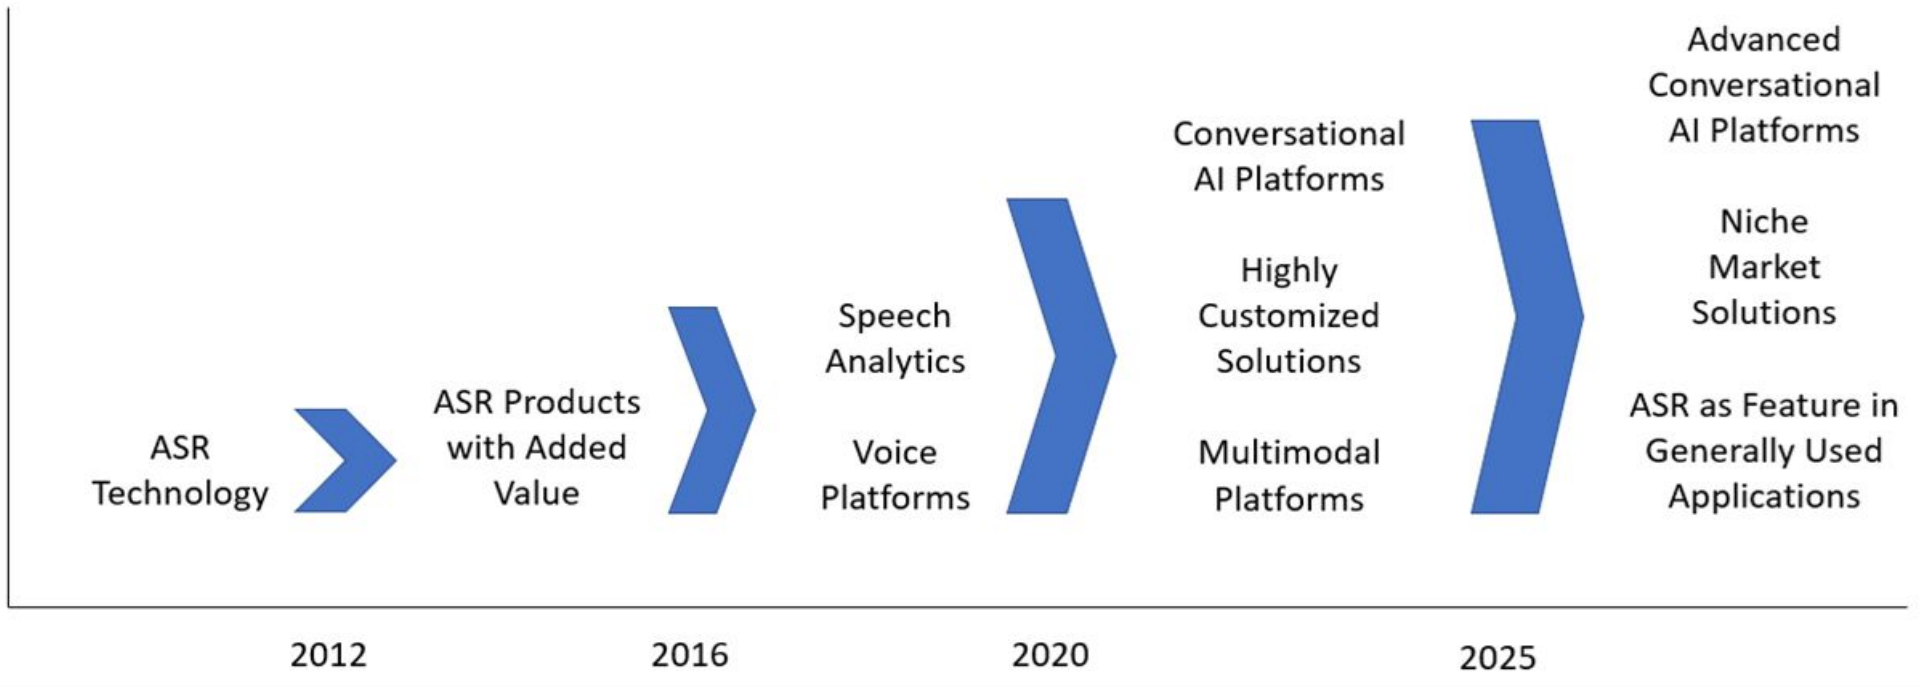 ASR
Technology
ASR Products
with Added
Value
Speech
Analytics
Voice
Platforms
Conversational
AI Platforms
Highly
Customized
Solutions
Multimodal
Platforms
Advanced
Conversational
AI Platforms
Niche
Market
Solutions
ASR as Feature in
Generally Used
Applications
2012
2016
2020
2025